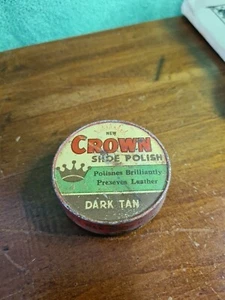 NEW
CROWN
SHOE POLISH
Polishes Brilliantly
Preserves Leather
DARK TAN